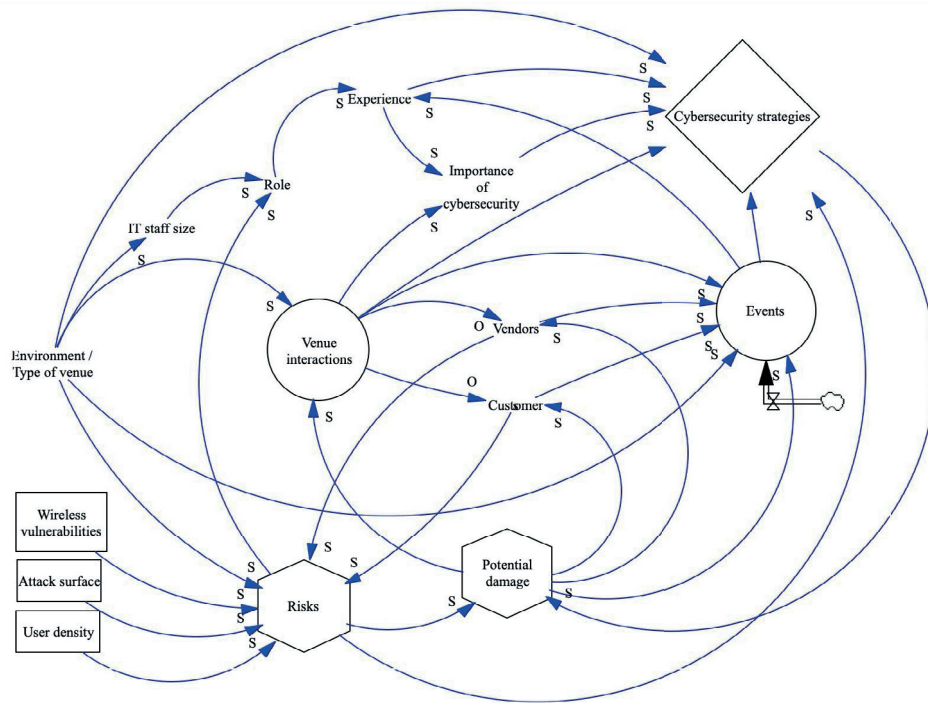 S
S
S
S
S
S
Experience
Cybersecurity strategies
S
Importance
of
cybersecurity
S
Role
S
S
IT staff size
S
S
S
Venue
interactions
Environment /
Type of venue
O
Vendors
S
S
S
S
S
Events
S
O
Customer
S
S
Wireless
vulnerabilities
Attack surface
User density
S
S
S
S
S
S
Risks
S
Potential
damage
S